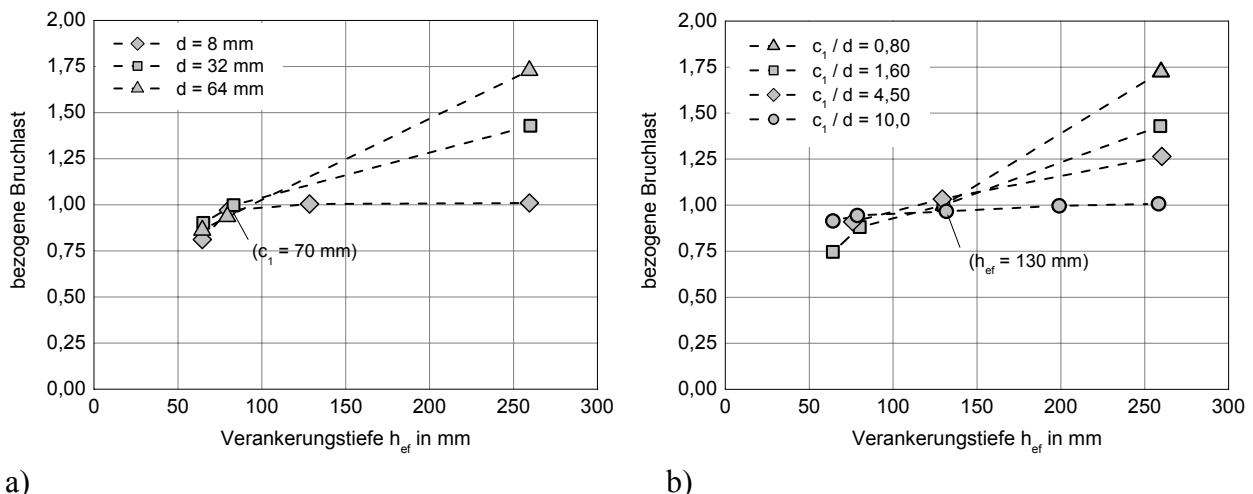 bezogene Bruchlast
2,00
1,75
1,50
1,25
1,00
0,75
0,50
0,25
0,00
d = 8 mm
d = 32 mm
d = 64 mm
(c₁ = 70 mm)
0 50 100 150 200 250 300
Verankerungstiefe hₑf in mm
a)
bezogene Bruchlast
2,00
1,75
1,50
1,25
1,00
0,75
0,50
0,25
0,00
c₁ / d = 0,80
c₁ / d = 1,60
c₁ / d = 4,50
c₁ / d = 10,0
(hₑf = 130 mm)
0 50 100 150 200 250 300
Verankerungstiefe hₑf in mm
b)